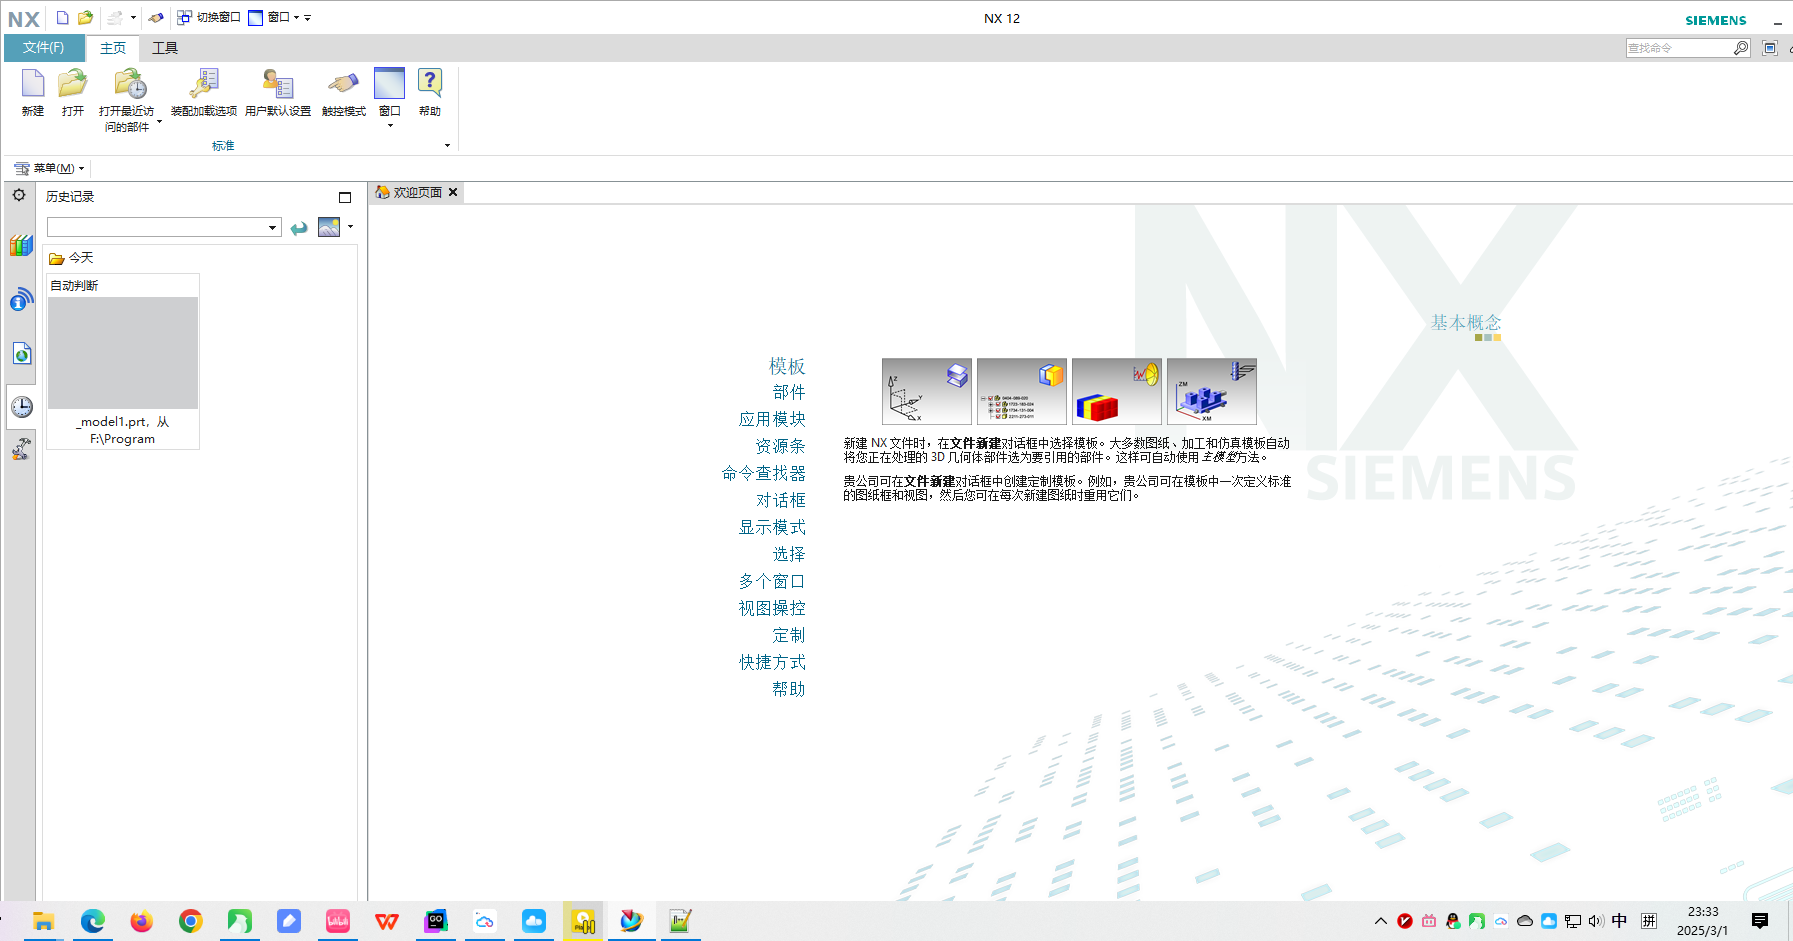 NX
切换窗口
窗口
NX 12
SIEMENS
文件(F)
主页
工具
查找命令
新建
打开
打开最近访
问的部件
装配加载选项
用户默认设置
触控模式
窗口
帮助
标准
菜单(M)
历史记录
欢迎页面
今天
自动判断
_model1.prt，从
F:\Program
NX
SIEMENS
基本概念
模板
部件
应用模块
资源条
命令查找器
对话框
显示模式
选择
多个窗口
视图操控
定制
快捷方式
帮助
新建 NX 文件时，在文件新建对话框中选择模板。大多数图纸、加工和仿真模板自动
将您正在处理的 3D 几何体部件选为要引用的部件。这样可自动使用主模型方法。
贵公司可在文件新建对话框中创建定制模板。例如，贵公司可在模板中一次定义标准
的图纸框和视图，然后您可在每次新建图纸时重用它们。
中
拼
23:33
2025/3/1